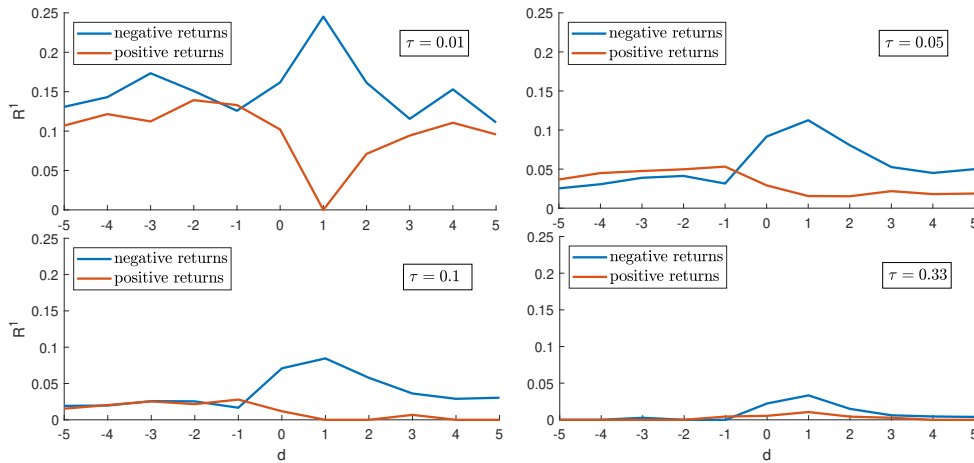 0.25
0.2
0.15
0.1
0.05
0
R¹
negative returns
positive returns
τ = 0.01
-5 -4 -3 -2 -1 0 1 2 3 4 5
0.25
0.2
0.15
0.1
0.05
0
negative returns
positive returns
τ = 0.05
-5 -4 -3 -2 -1 0 1 2 3 4 5
0.25
0.2
0.15
0.1
0.05
0
R¹
negative returns
positive returns
τ = 0.1
-5 -4 -3 -2 -1 0 1 2 3 4 5
d
0.25
0.2
0.15
0.1
0.05
0
negative returns
positive returns
τ = 0.33
-5 -4 -3 -2 -1 0 1 2 3 4 5
d